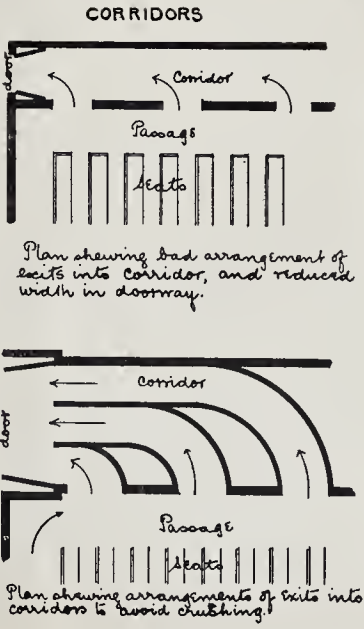 CORRIDORS
door
Corridor
Passage
Seats
Plan shewing bad arrangement of
exits into corridor, and reduced
width in doorway.
Corridor
door
Passage
Seats
Plan shewing arrangements of Exits into
corridors to avoid crushing.